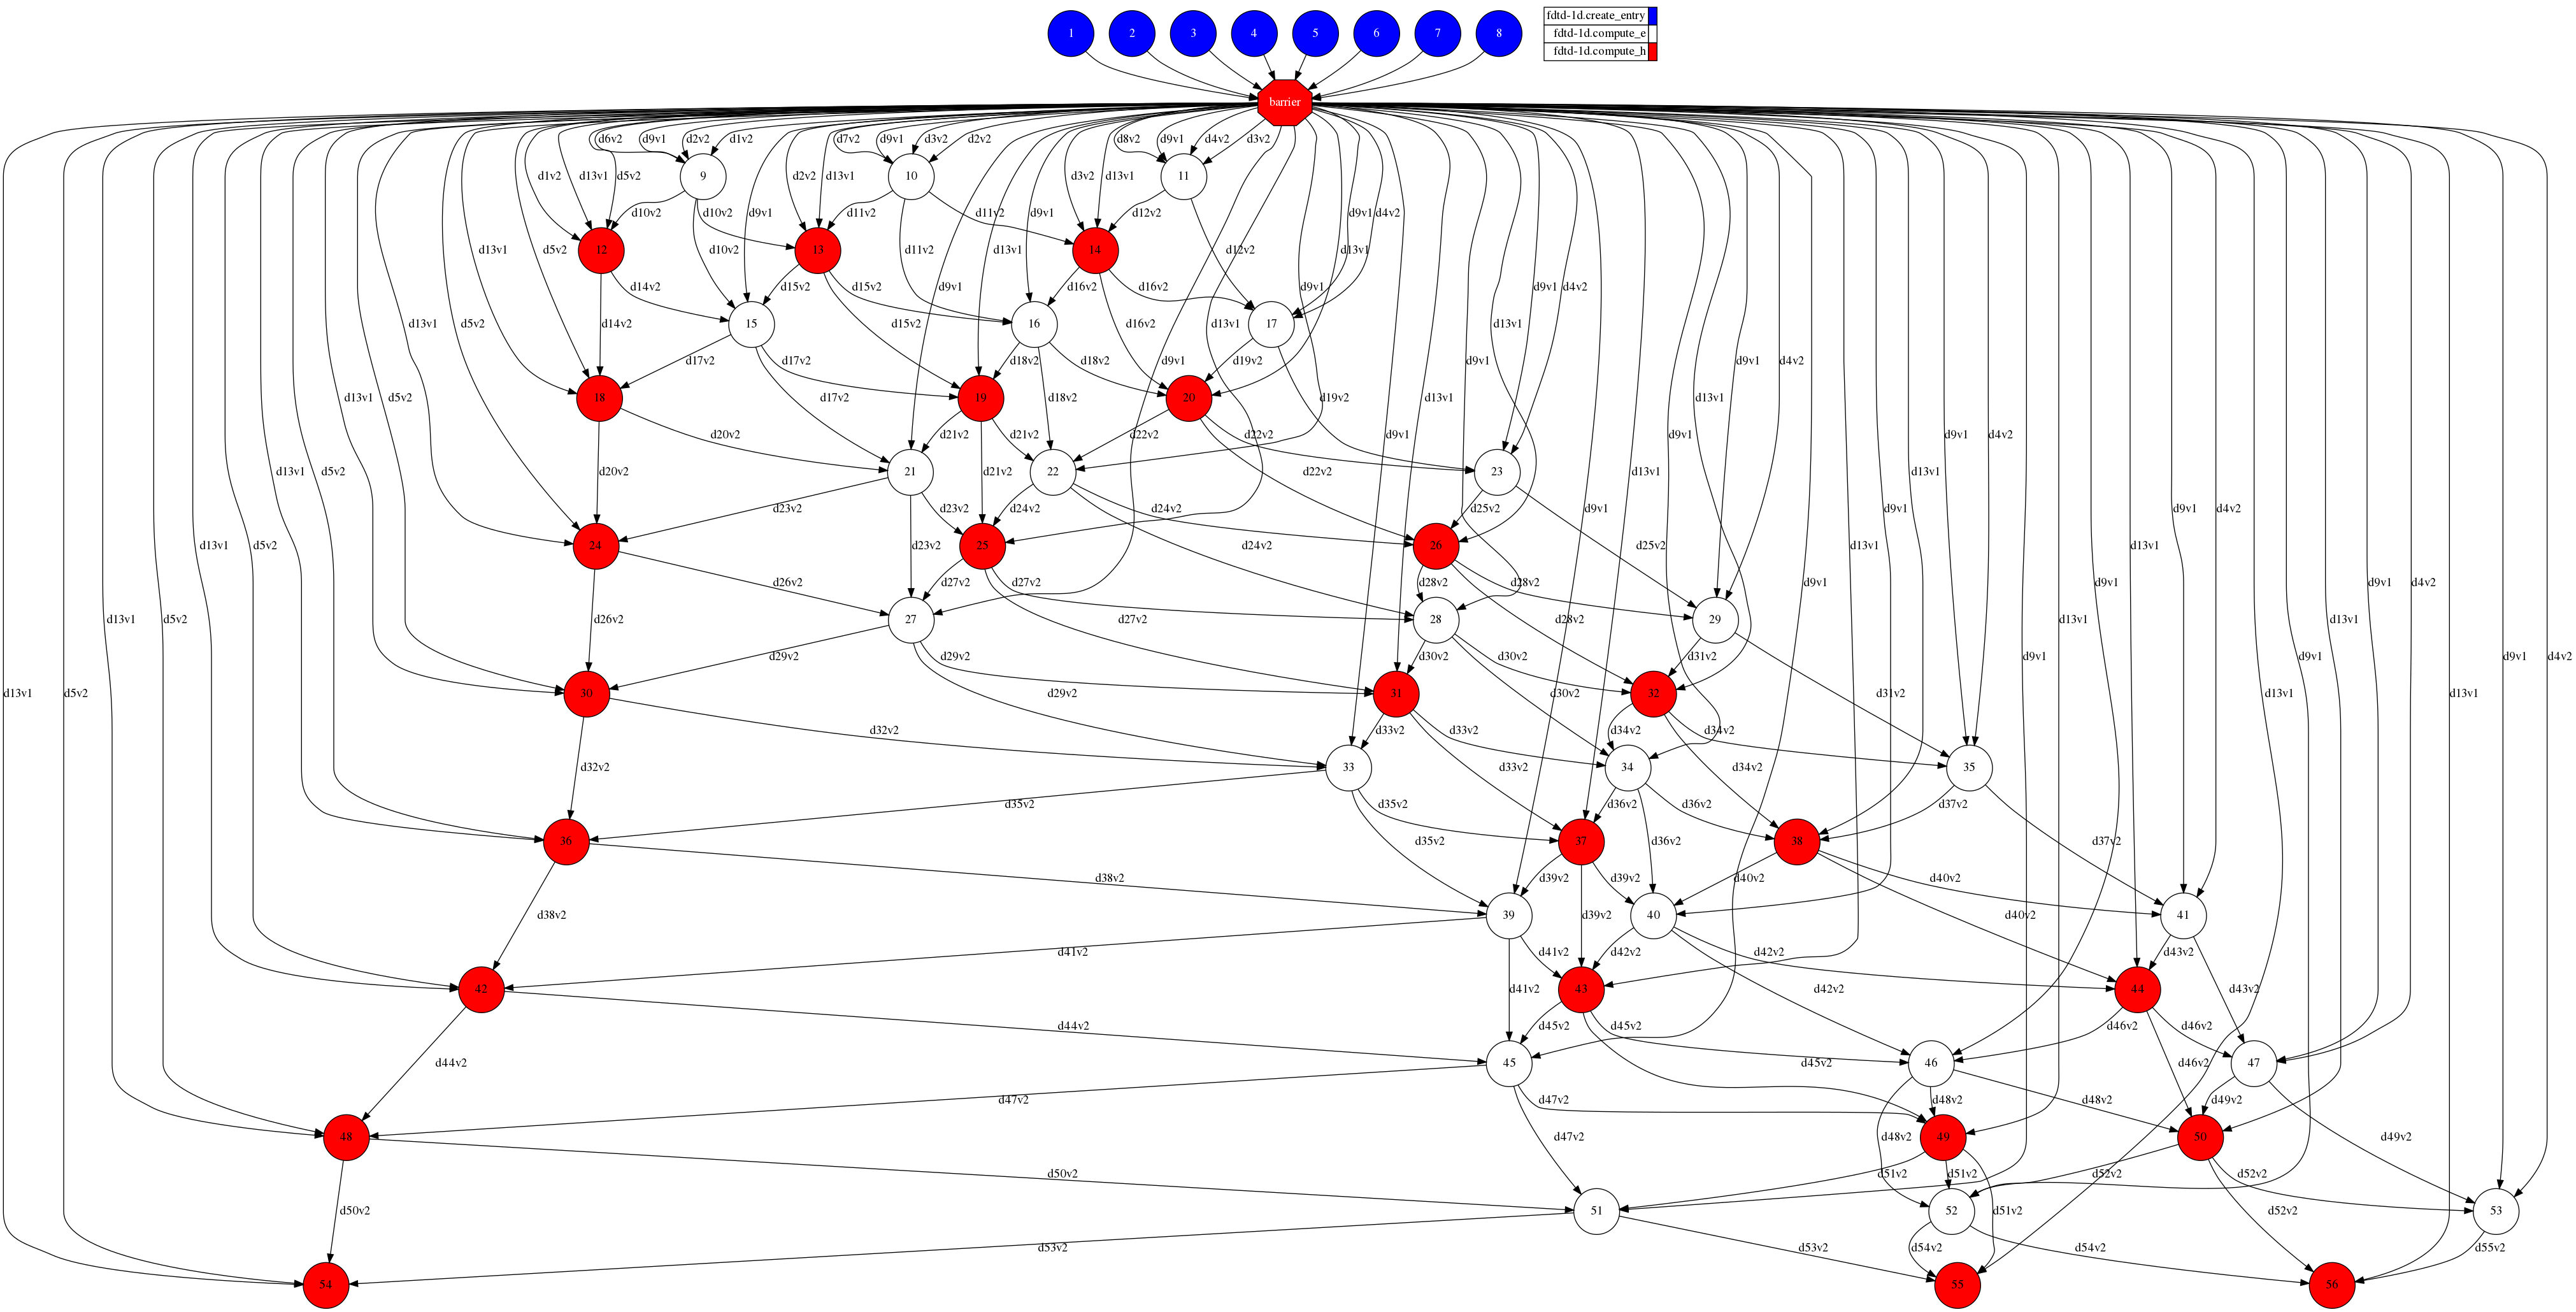 1 2 3 4 5 6 7 8
fdtd-1d.create_entry
fdtd-1d.compute_e
fdtd-1d.compute_h
barrier
d6v2 d9v1 d2v2 d1v2 d7v2 d9v1 d3v2 d2v2 d8v2 d9v1 d4v2 d3v2
d1v2 d13v1 d5v2 9 d2v2 d13v1 10 d3v2 d13v1 11
d10v2 d10v2 d9v1 d11v2 d11v2 d9v1 d12v2 d9v1 d4v2
d13v1 d5v2 12 d10v2 13 d11v2 d13v1 14 d12v2 d13v1
d9v1 d14v2 d15v2 d15v2 d16v2 d16v2 d9v1 d9v1 d4v2
d13v1 d5v2 d14v2 15 d15v2 16 d16v2 17 d13v1 d13v1
d17v2 d17v2 d18v2 d18v2 d19v2 d9v1 d9v1 d9v1 d4v2
d13v1 d5v2 18 d17v2 19 d18v2 20 d19v2 d13v1 d13v1
d20v2 d21v2 d21v2 d22v2 d22v2 d9v1 d9v1 d9v1 d4v2
d13v1 d5v2 d20v2 21 d21v2 22 d22v2 23 d13v1 d13v1
d23v2 d23v2 d24v2 d24v2 d25v2 d9v1 d9v1 d9v1 d4v2
d13v1 d5v2 24 d23v2 25 d24v2 26 d25v2 d13v1 d13v1
d26v2 d27v2 d27v2 d28v2 d28v2 d9v1 d9v1 d9v1 d4v2
d13v1 d5v2 d26v2 27 d27v2 28 d28v2 29 d13v1 d13v1
d29v2 d29v2 d30v2 d30v2 d31v2
d13v1 d5v2 30 d29v2 31 d30v2 32 d31v2 d9v1 d13v1 d9v1 d13v1 d9v1 d4v2
d32v2 d33v2 d33v2 d34v2 d34v2
d32v2 33 d33v2 34 d34v2 35
d35v2 d35v2 d36v2 d36v2 d37v2
36 d35v2 37 d36v2 38 d37v2
d38v2 d39v2 d39v2 d40v2 d40v2
d38v2 39 d39v2 40 d40v2 41
d41v2 d41v2 d42v2 d42v2 d43v2
42 d41v2 43 d42v2 44 d43v2
d44v2 d45v2 d45v2 d46v2 d46v2
d44v2 45 d45v2 46 d46v2 47
d47v2 d47v2 d48v2 d48v2 d49v2
48 d47v2 49 d48v2 50 d49v2
d50v2 d51v2 d51v2 d52v2 d52v2
d50v2 51 52 d51v2 d52v2 53
d53v2 d53v2 d54v2 d54v2 d55v2
54 55 56